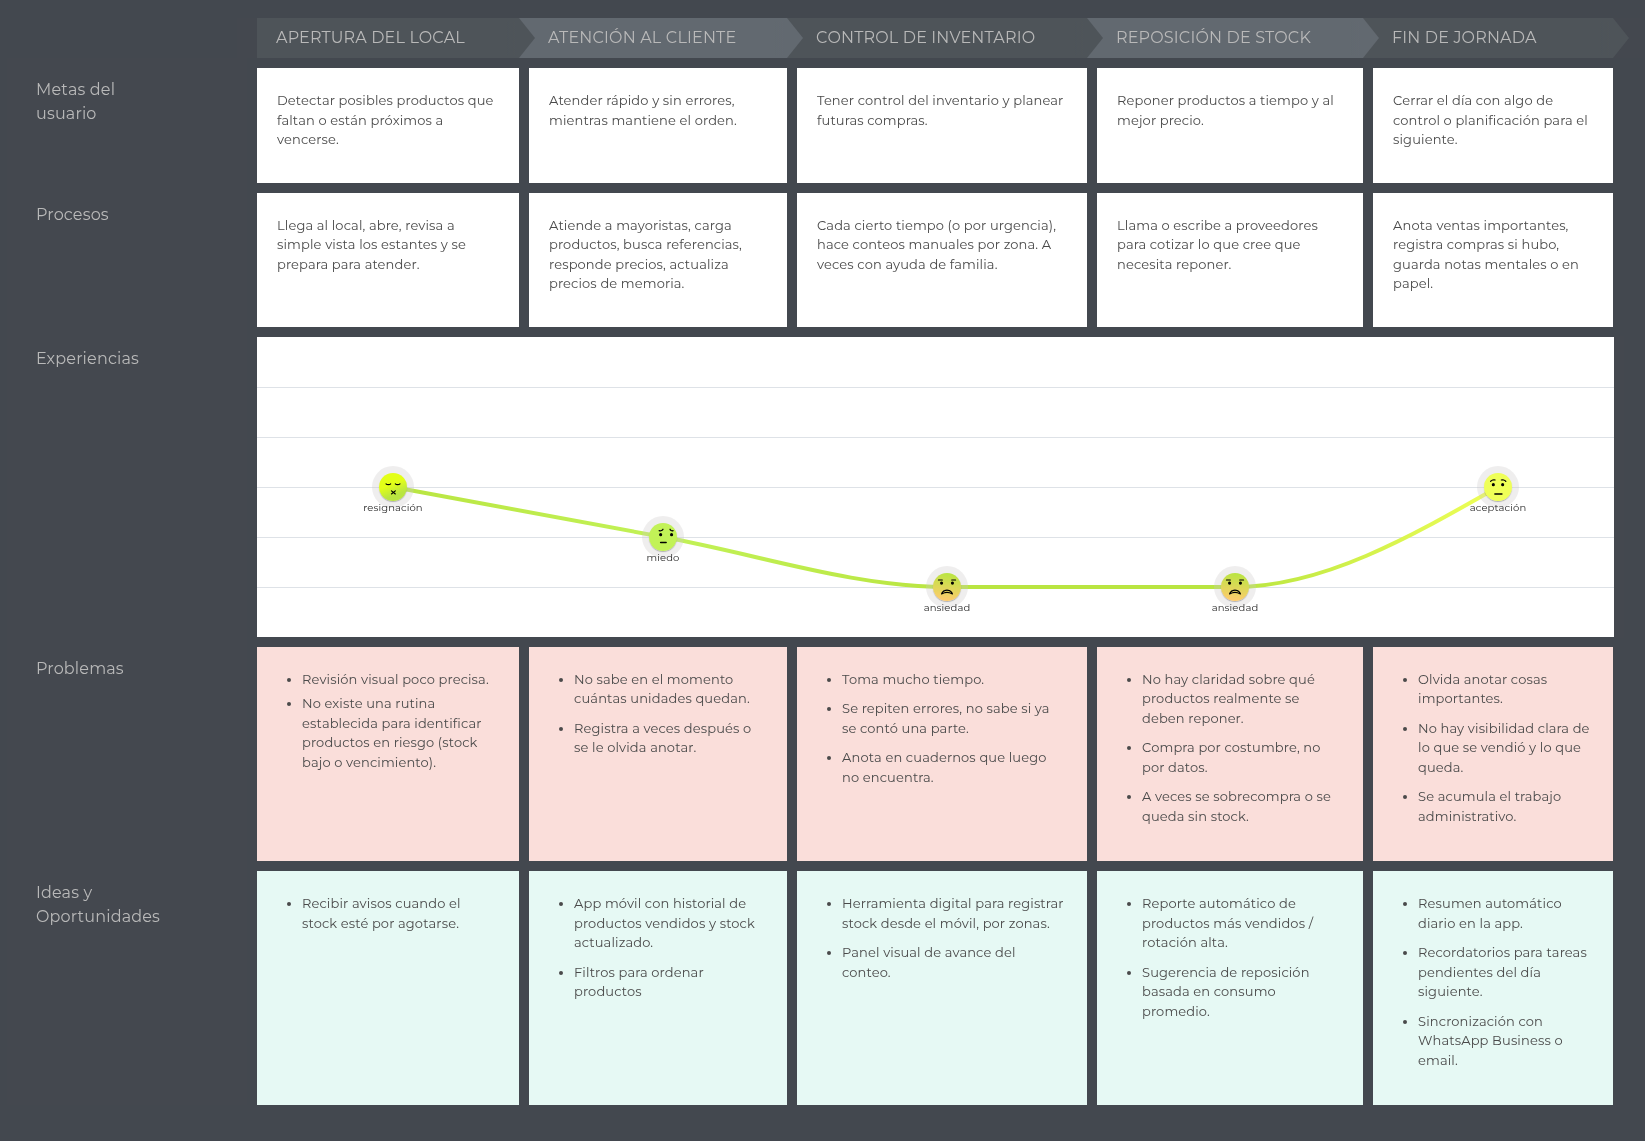 APERTURA DEL LOCAL
ATENCIÓN AL CLIENTE
CONTROL DE INVENTARIO
REPOSICIÓN DE STOCK
FIN DE JORNADA
Metas del
usuario
Detectar posibles productos que
faltan o están próximos a
vencerse.
Atender rápido y sin errores,
mientras mantiene el orden.
Tener control del inventario y planear
futuras compras.
Reponer productos a tiempo y al
mejor precio.
Cerrar el día con algo de
control o planificación para el
siguiente.
Procesos
Llega al local, abre, revisa a
simple vista los estantes y se
prepara para atender.
Atiende a mayoristas, carga
productos, busca referencias,
responde precios, actualiza
precios de memoria.
Cada cierto tiempo (o por urgencia),
hace conteos manuales por zona. A
veces con ayuda de familia.
Llama o escribe a proveedores
para cotizar lo que cree que
necesita reponer.
Anota ventas importantes,
registra compras si hubo,
guarda notas mentales o en
papel.
Experiencias
resignación
miedo
ansiedad
ansiedad
aceptación
Problemas
• Revisión visual poco precisa.
• No existe una rutina
establecida para identificar
productos en riesgo (stock
bajo o vencimiento).
• No sabe en el momento
cuántas unidades quedan.
• Registra a veces después o
se le olvida anotar.
• Toma mucho tiempo.
• Se repiten errores, no sabe si ya
se contó una parte.
• Anota en cuadernos que luego
no encuentra.
• No hay claridad sobre qué
productos realmente se
deben reponer.
• Compra por costumbre, no
por datos.
• A veces se sobrecompra o se
queda sin stock.
• Olvida anotar cosas
importantes.
• No hay visibilidad clara de
lo que se vendió y lo que
queda.
• Se acumula el trabajo
administrativo.
Ideas y
Oportunidades
• Recibir avisos cuando el
stock esté por agotarse.
• App móvil con historial de
productos vendidos y stock
actualizado.
• Filtros para ordenar
productos
• Herramienta digital para registrar
stock desde el móvil, por zonas.
• Panel visual de avance del
conteo.
• Reporte automático de
productos más vendidos /
rotación alta.
• Sugerencia de reposición
basada en consumo
promedio.
• Resumen automático
diario en la app.
• Recordatorios para tareas
pendientes del día
siguiente.
• Sincronización con
WhatsApp Business o
email.